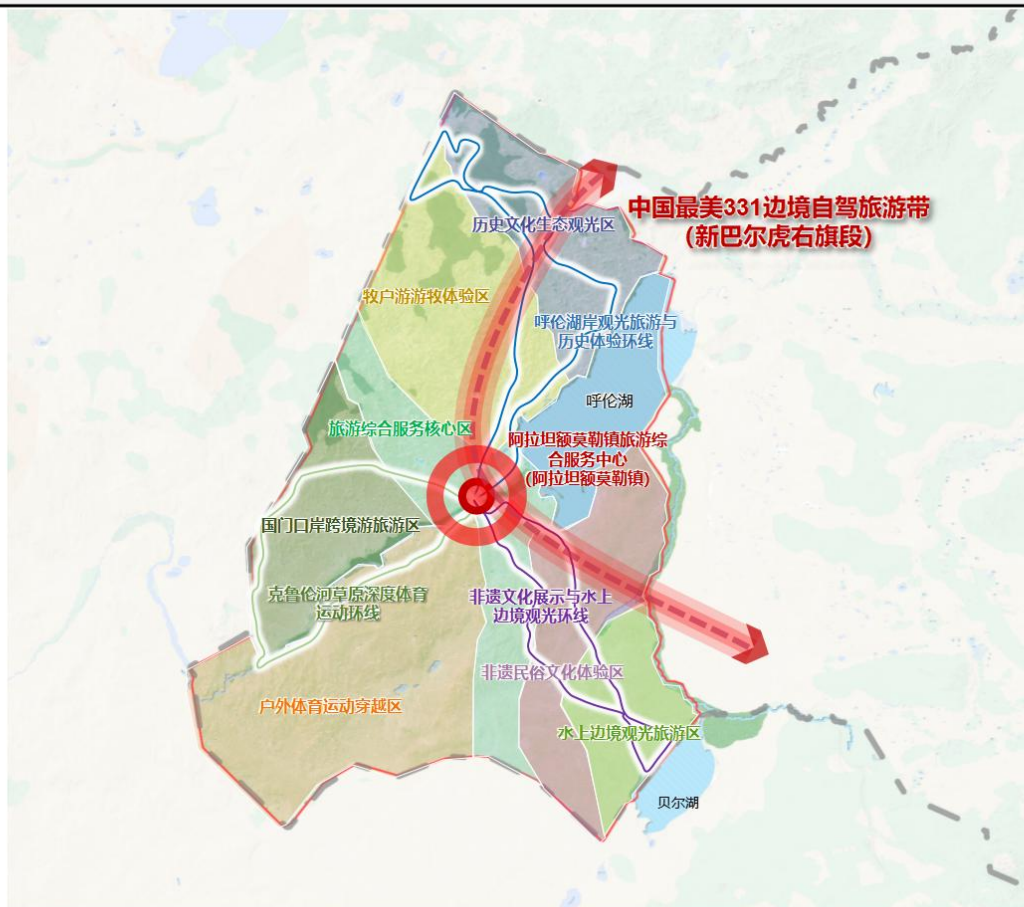 中国最美331边境自驾旅游带
（新巴尔虎右旗段）
历史文化生态观光区
牧户游游牧体验区
呼伦湖岸观光旅游与
历史体验环线
呼伦湖
旅游综合服务核心区
阿拉坦额莫勒镇旅游综
合服务中心
(阿拉坦额莫勒镇)
国门口岸跨境游旅游区
克鲁伦河草原深度体育
运动环线
非遗文化展示与水上
边境观光环线
非遗民俗文化体验区
户外体育运动穿越区
水上边境观光旅游区
贝尔湖